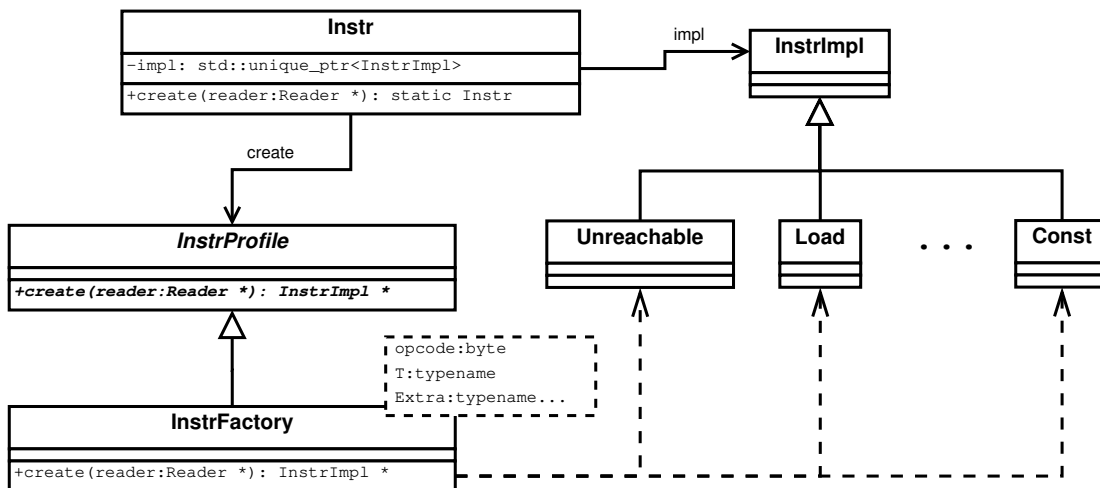 Instr
-impl: std::unique_ptr<InstrImpl>
+create(reader:Reader *): static Instr
impl
InstrImpl
create
InstrProfile
+create(reader:Reader *): InstrImpl *
Unreachable
Load
. . .
Const
opcode:byte
T:typename
Extra:typename...
InstrFactory
+create(reader:Reader *): InstrImpl *